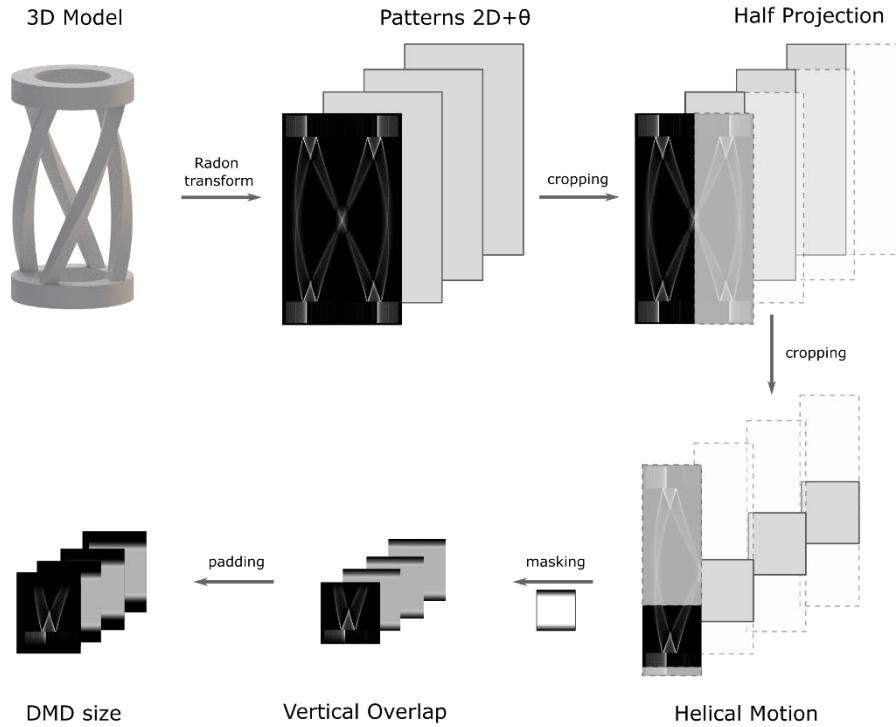 3D Model
Patterns 2D+θ
Half Projection
Radon
transform
cropping
cropping
padding
masking
DMD size
Vertical Overlap
Helical Motion